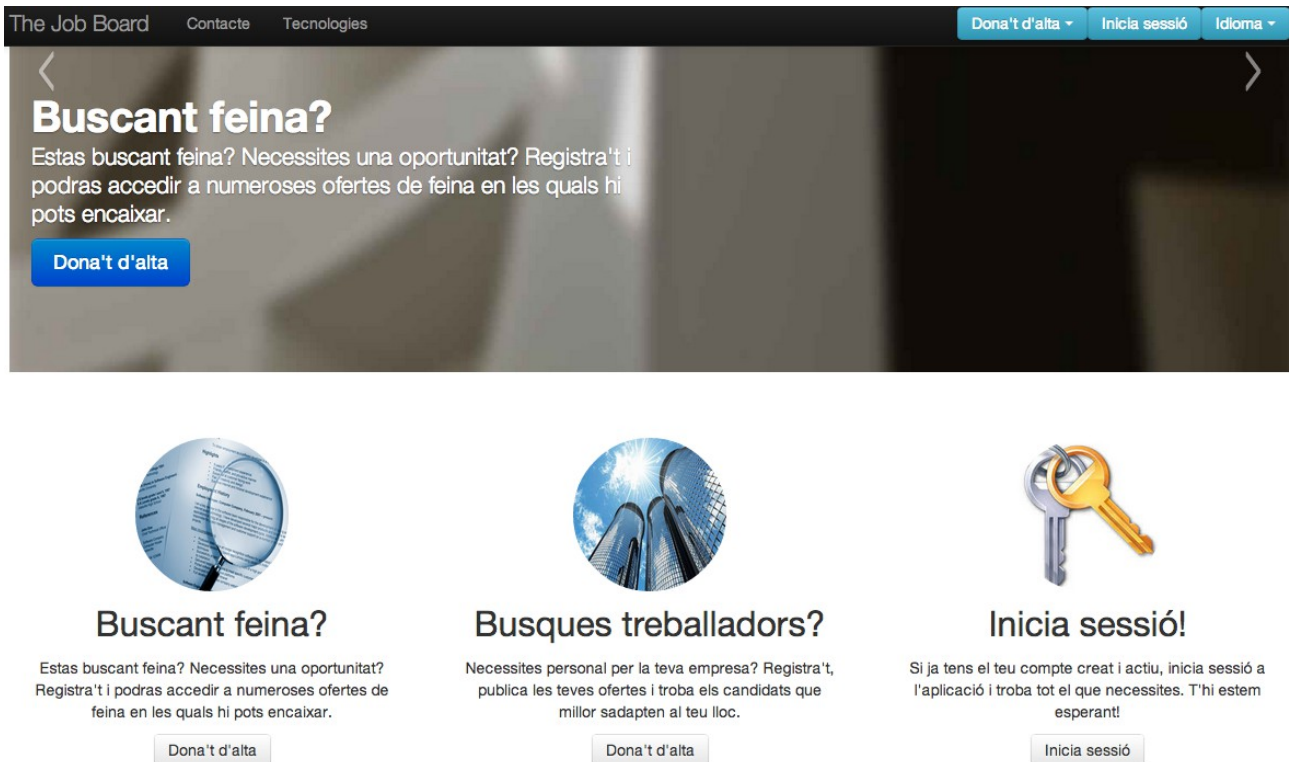 The Job Board Contacte Tecnologies Dona't d'alta Inicia sessió Idioma
Buscant feina?
Estas buscant feina? Necessites una oportunitat? Registra't i
podras accedir a numeroses ofertes de feina en les quals hi
pots encaixar.
Dona't d'alta
Buscant feina?
Estas buscant feina? Necessites una oportunitat?
Registra't i podras accedir a numeroses ofertes de
feina en les quals hi pots encaixar.
Dona't d'alta
Busques treballadors?
Necessites personal per la teva empresa? Registra't,
publica les teves ofertes i troba els candidats que
millor sadapten al teu lloc.
Dona't d'alta
Inicia sessió!
Si ja tens el teu compte creat i actiu, inicia sessió a
l'aplicació i troba tot el que necessites. T'hi estem
esperant!
Inicia sessió